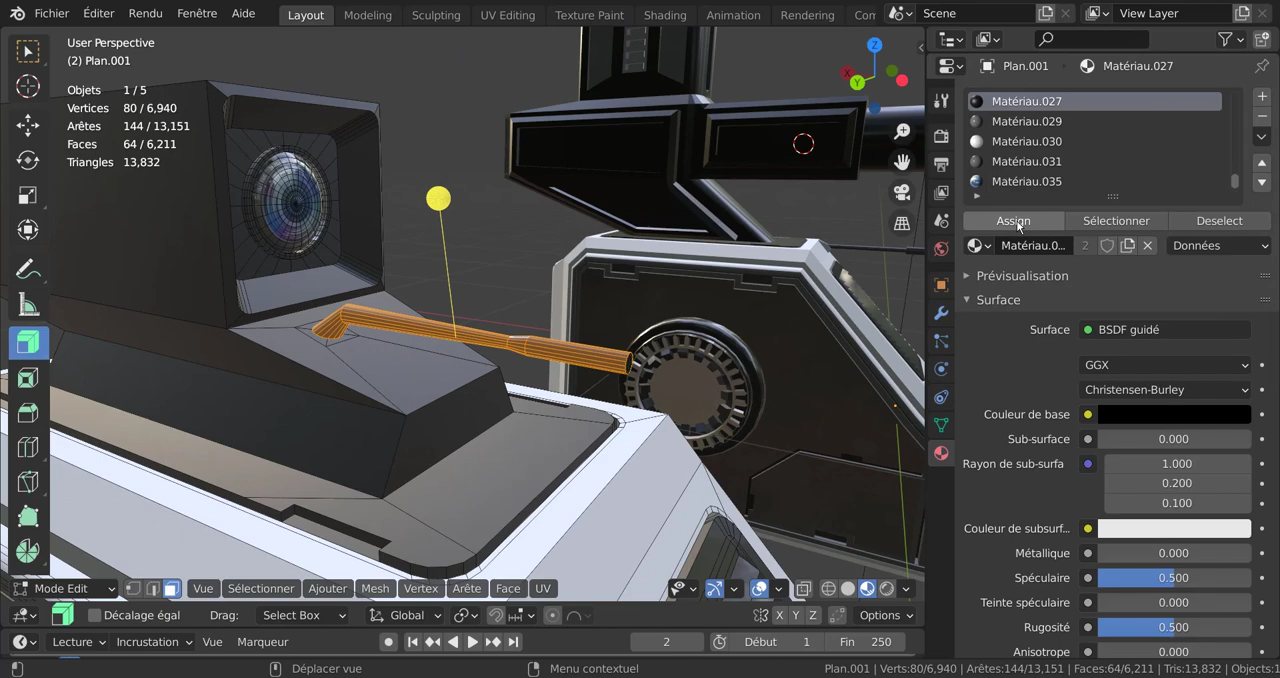 Fichier Éditer Rendu Fenêtre Aide Layout Modeling Sculpting UV Editing Texture Paint Shading Animation Rendering Com Scene View Layer
User Perspective
(2) Plan.001
Objets 1 / 5
Vertices 80 / 6,940
Arêtes 144 / 13,151
Faces 64 / 6,211
Triangles 13,832
Z
X
Y
Plan.001 Matériau.027
Matériau.027
Matériau.029
Matériau.030
Matériau.031
Matériau.035
Assign Sélectionner Deselect
Matériau.0... 2 Données
Prévisualisation
Surface
Surface BSDF guidé
GGX
Christensen-Burley
Couleur de base
Sub-surface 0.000
Rayon de sub-surfa 1.000
0.200
0.100
Couleur de subsurf...
Métallique 0.000
Spéculaire 0.500
Teinte spéculaire 0.000
Rugosité 0.500
Anisotrope 0.000
Mode Edit Vue Sélectionner Ajouter Mesh Vertex Arête Face UV
Décalage égal Drag: Select Box Global X Y Z Options
Lecture Incrustation Vue Marqueur 2 Début 1 Fin 250
Déplacer vue Menu contextuel Plan.001 | Verts:80/6,940 | Arêtes:144/13,151 | Faces:64/6,211 | Tris:13,832 | Objects:1